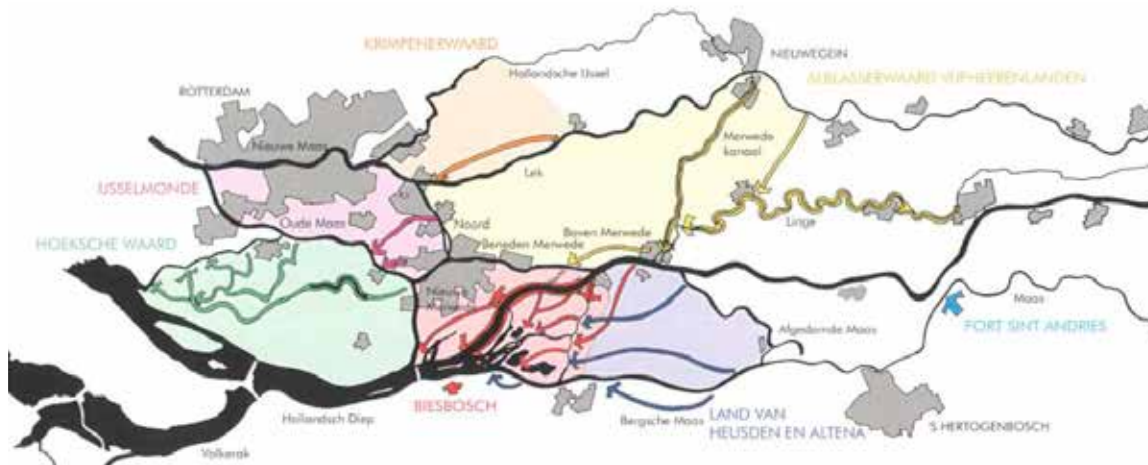 NIEUWEGEIN
KRIMPENERWAARD
Hollandsche IJssel
ALBLASSERWAARD VIJFHEERENLANDEN
ROTTERDAM
Nieuwe Maas
Merwede
kanaal
Lek
IJSSELMONDE
Oude Maas
Noord
Linge
HOEKSCHE WAARD
Beneden Merwede
Boven Merwede
Nieuwe
Maas
FORT SINT ANDRIES
Afgedamde Maas
BIESBOSCH
Hollandsch Diep
Bergsche Maas
LAND VAN
HEUSDEN EN ALTENA
'S HERTOGENBOSCH
Volkerak